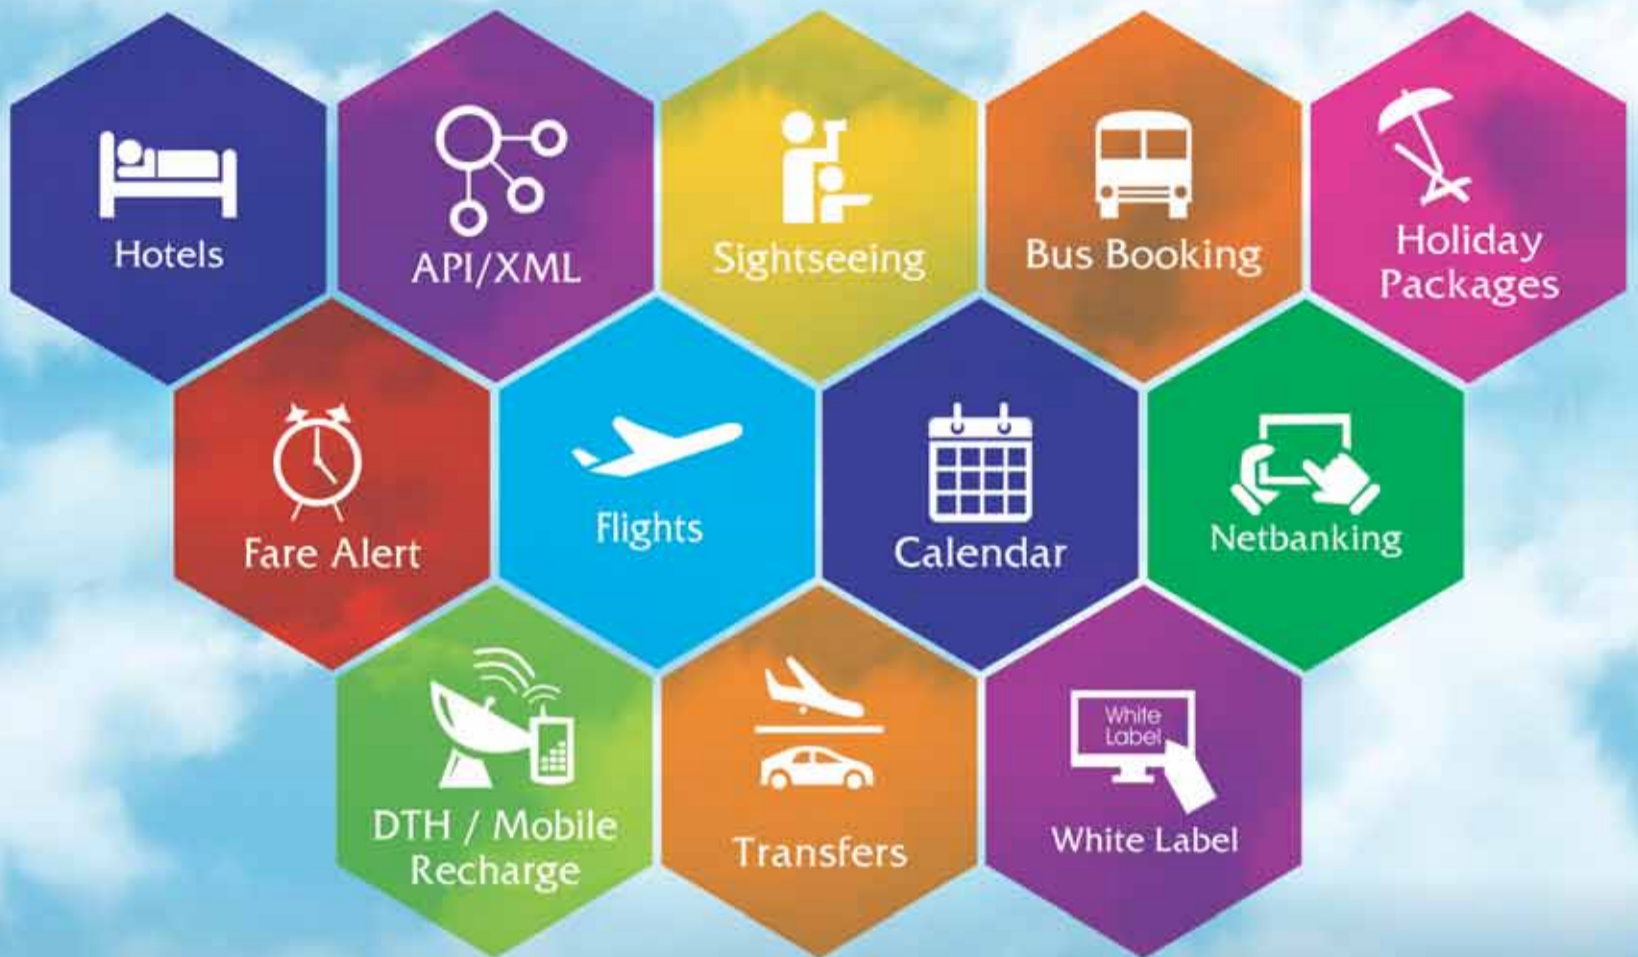 Hotels
API/XML
Sightseeing
Bus Booking
Holiday
Packages
Fare Alert
Flights
Calendar
Netbanking
DTH / Mobile
Recharge
Transfers
White
Label
White Label